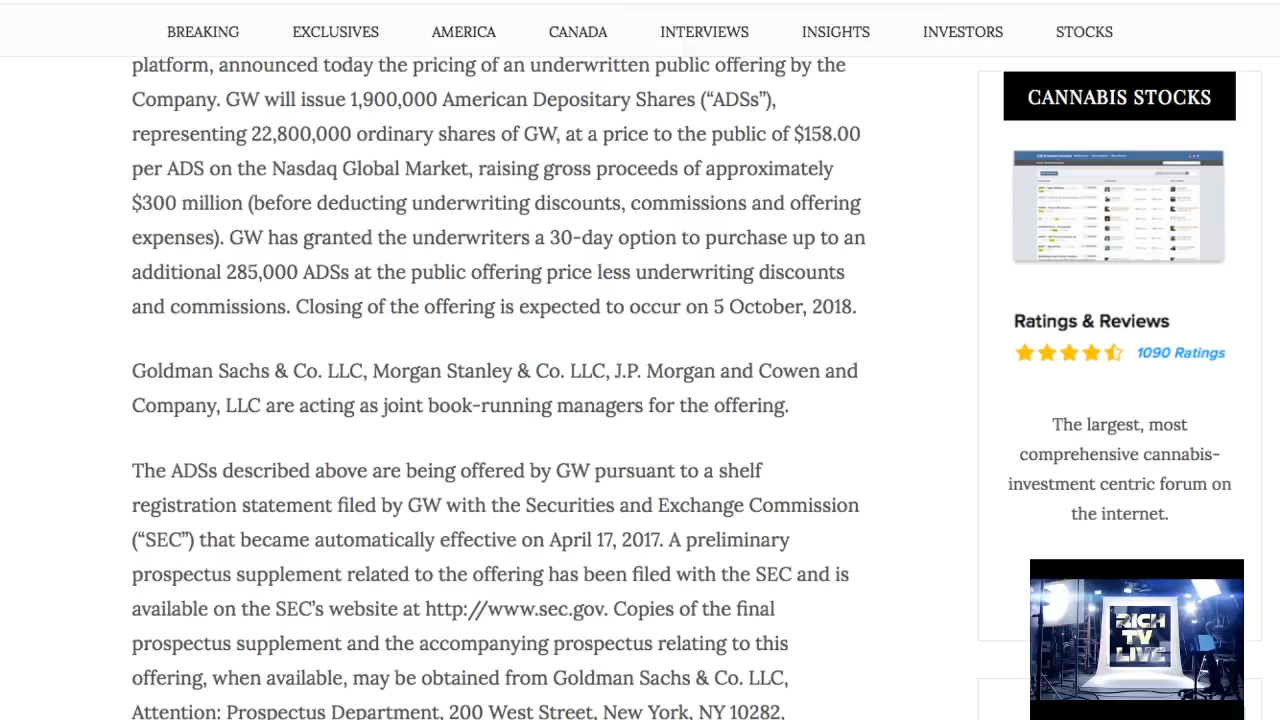 BREAKING EXCLUSIVES AMERICA CANADA INTERVIEWS INSIGHTS INVESTORS STOCKS
platform, announced today the pricing of an underwritten public offering by the
Company. GW will issue 1,900,000 American Depositary Shares (“ADSs”),
representing 22,800,000 ordinary shares of GW, at a price to the public of $158.00
per ADS on the Nasdaq Global Market, raising gross proceeds of approximately
$300 million (before deducting underwriting discounts, commissions and offering
expenses). GW has granted the underwriters a 30-day option to purchase up to an
additional 285,000 ADSs at the public offering price less underwriting discounts
and commissions. Closing of the offering is expected to occur on 5 October, 2018.
Goldman Sachs & Co. LLC, Morgan Stanley & Co. LLC, J.P. Morgan and Cowen and
Company, LLC are acting as joint book-running managers for the offering.
The ADSs described above are being offered by GW pursuant to a shelf
registration statement filed by GW with the Securities and Exchange Commission
(“SEC”) that became automatically effective on April 17, 2017. A preliminary
prospectus supplement related to the offering has been filed with the SEC and is
available on the SEC’s website at http://www.sec.gov. Copies of the final
prospectus supplement and the accompanying prospectus relating to this
offering, when available, may be obtained from Goldman Sachs & Co. LLC,
Attention: Prospectus Department, 200 West Street, New York, NY 10282,
CANNABIS STOCKS
Ratings & Reviews
1090 Ratings
The largest, most
comprehensive cannabis-
investment centric forum on
the internet.
RICH
TV
LIVE